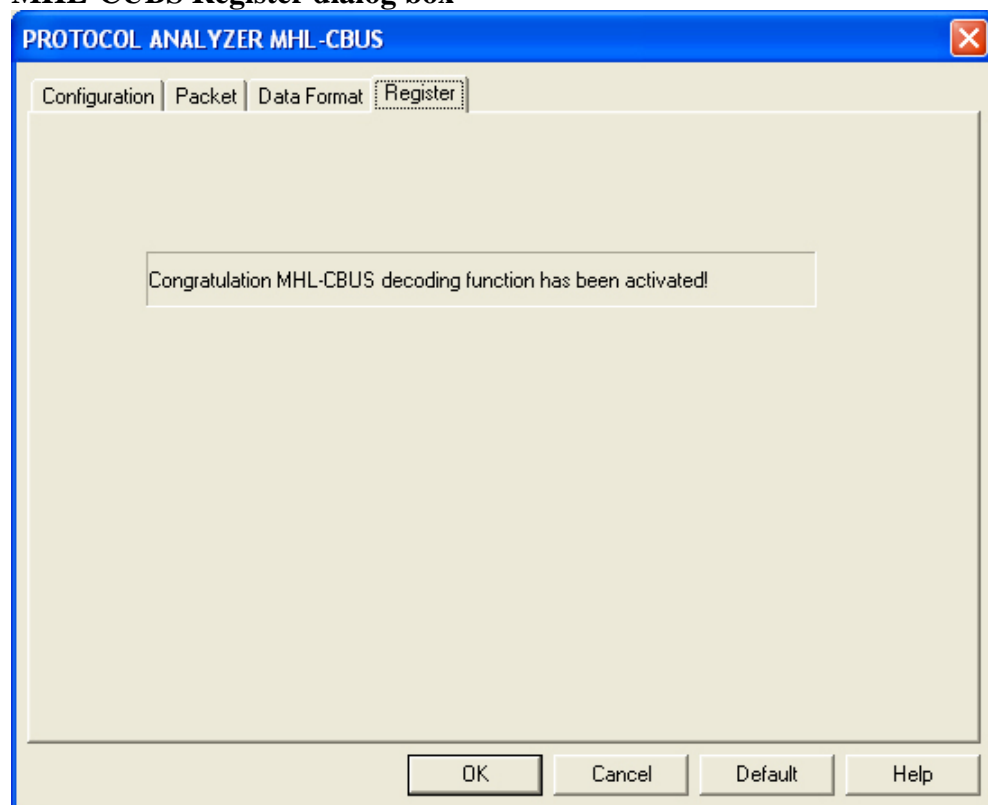 MHL-CUBS Register dialog box
PROTOCOL ANALYZER MHL-CBUS
Configuration Packet Data Format Register
Congratulation MHL-CBUS decoding function has been activated!
OK Cancel Default Help